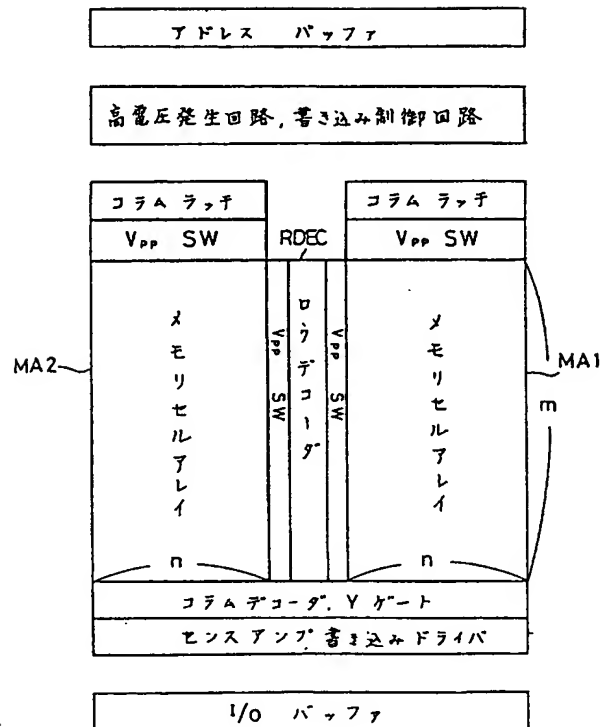 アドレス バッファ
高電圧発生回路,書き込み制御回路
コラム ラッチ
コラム ラッチ
Vpp SW
RDEC
Vpp SW
MA2
メモリセルアレイ
Vpp SW
ロウデコーダ
Vpp SW
メモリセルアレイ
MA1
m
n
n
コラムデコーダ,Yゲート
センスアンプ,書き込みドライバ
I/O バッファ